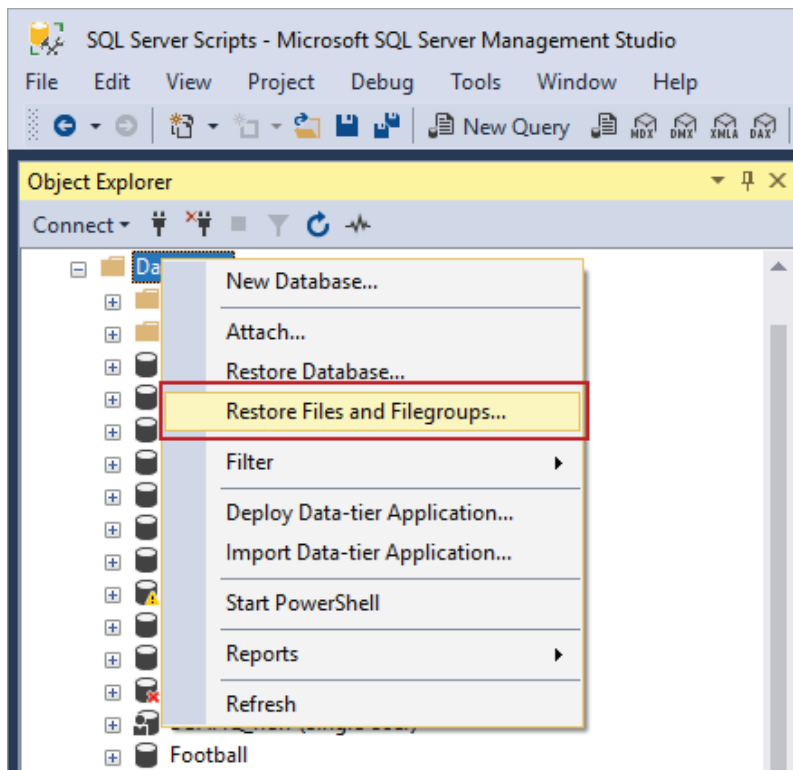 SQL Server Scripts - Microsoft SQL Server Management Studio
File Edit View Project Debug Tools Window Help
New Query MDX DMX XMLA DAX
Object Explorer
Connect
Da
New Database...
Attach...
Restore Database...
Restore Files and Filegroups...
Filter
Deploy Data-tier Application...
Import Data-tier Application...
Start PowerShell
Reports
Refresh
Football